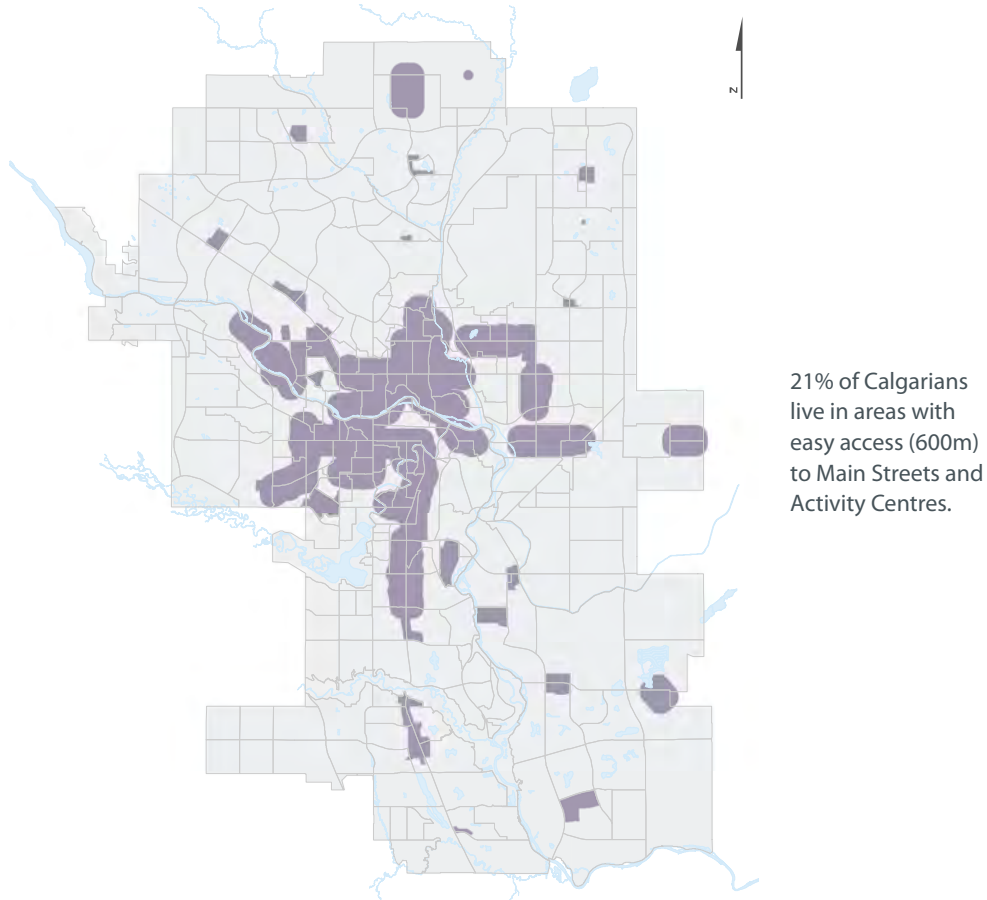 N
21% of Calgarians
live in areas with
easy access (600m)
to Main Streets and
Activity Centres.